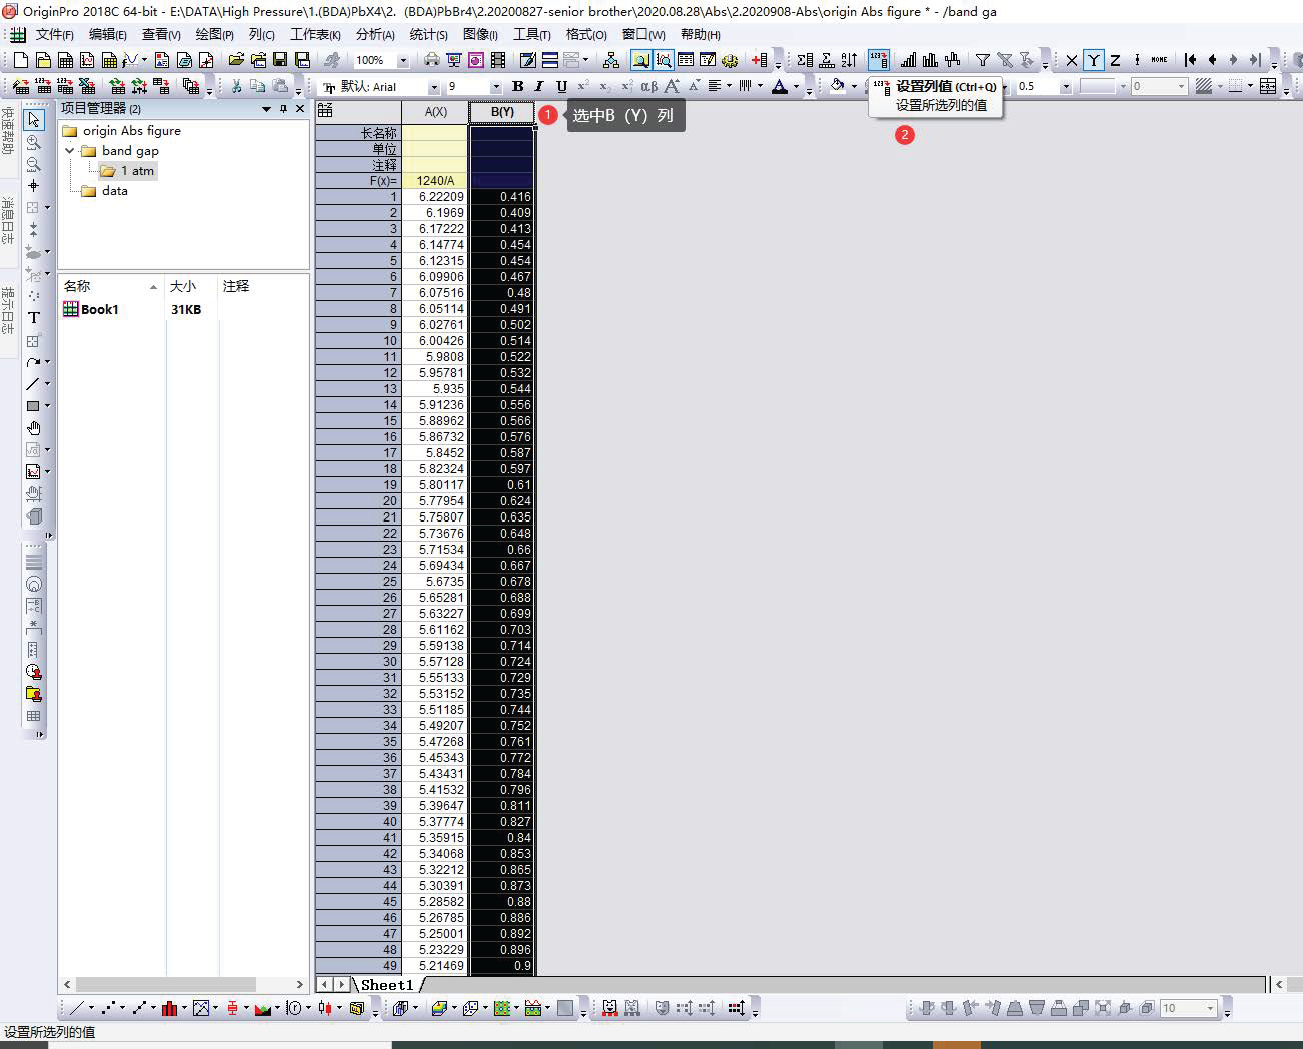 OriginPro 2018C 64-bit - E:\DATA\High Pressure\1.(BDA)PbX4\2.  (BDA)PbBr4\2.20200827-senior brother\2020.08.28\Abs\2.2020908-Abs\origin Abs figure * - /band ga
文件(F) 编辑(E) 查看(V) 绘图(P) 列(C) 工作表(K) 分析(A) 统计(S) 图像(I) 工具(T) 格式(O) 窗口(W) 帮助(H)
100% X Y Z HOME
默认: Arial 9 B I U A 0.5 0
设置列值 (Ctrl+Q)
设置所选列的值
2
快速帮助
消息日志
提示日志
项目管理器 (2)
origin Abs figure
band gap
1 atm
data
名称 大小 注释
Book1 31KB
A(X) B(Y)
1 选中B（Y）列
长名称
单位
注释
F(x)= 1240/A
1 6.22209 0.416
2 6.1969 0.409
3 6.17222 0.413
4 6.14774 0.454
5 6.12315 0.454
6 6.09906 0.467
7 6.07516 0.48
8 6.05114 0.491
9 6.02761 0.502
10 6.00426 0.514
11 5.9808 0.522
12 5.95781 0.532
13 5.935 0.544
14 5.91236 0.556
15 5.88962 0.566
16 5.86732 0.576
17 5.8452 0.587
18 5.82324 0.597
19 5.80117 0.61
20 5.77954 0.624
21 5.75807 0.635
22 5.73676 0.648
23 5.71534 0.66
24 5.69434 0.667
25 5.6735 0.678
26 5.65281 0.688
27 5.63227 0.699
28 5.61162 0.703
29 5.59138 0.714
30 5.57128 0.724
31 5.55133 0.729
32 5.53152 0.735
33 5.51185 0.744
34 5.49207 0.752
35 5.47268 0.761
36 5.45343 0.772
37 5.43431 0.784
38 5.41532 0.796
39 5.39647 0.811
40 5.37774 0.827
41 5.35915 0.84
42 5.34068 0.853
43 5.32212 0.865
44 5.30391 0.873
45 5.28582 0.88
46 5.26785 0.886
47 5.25001 0.892
48 5.23229 0.896
49 5.21469 0.9
Sheet1
10
设置所选列的值